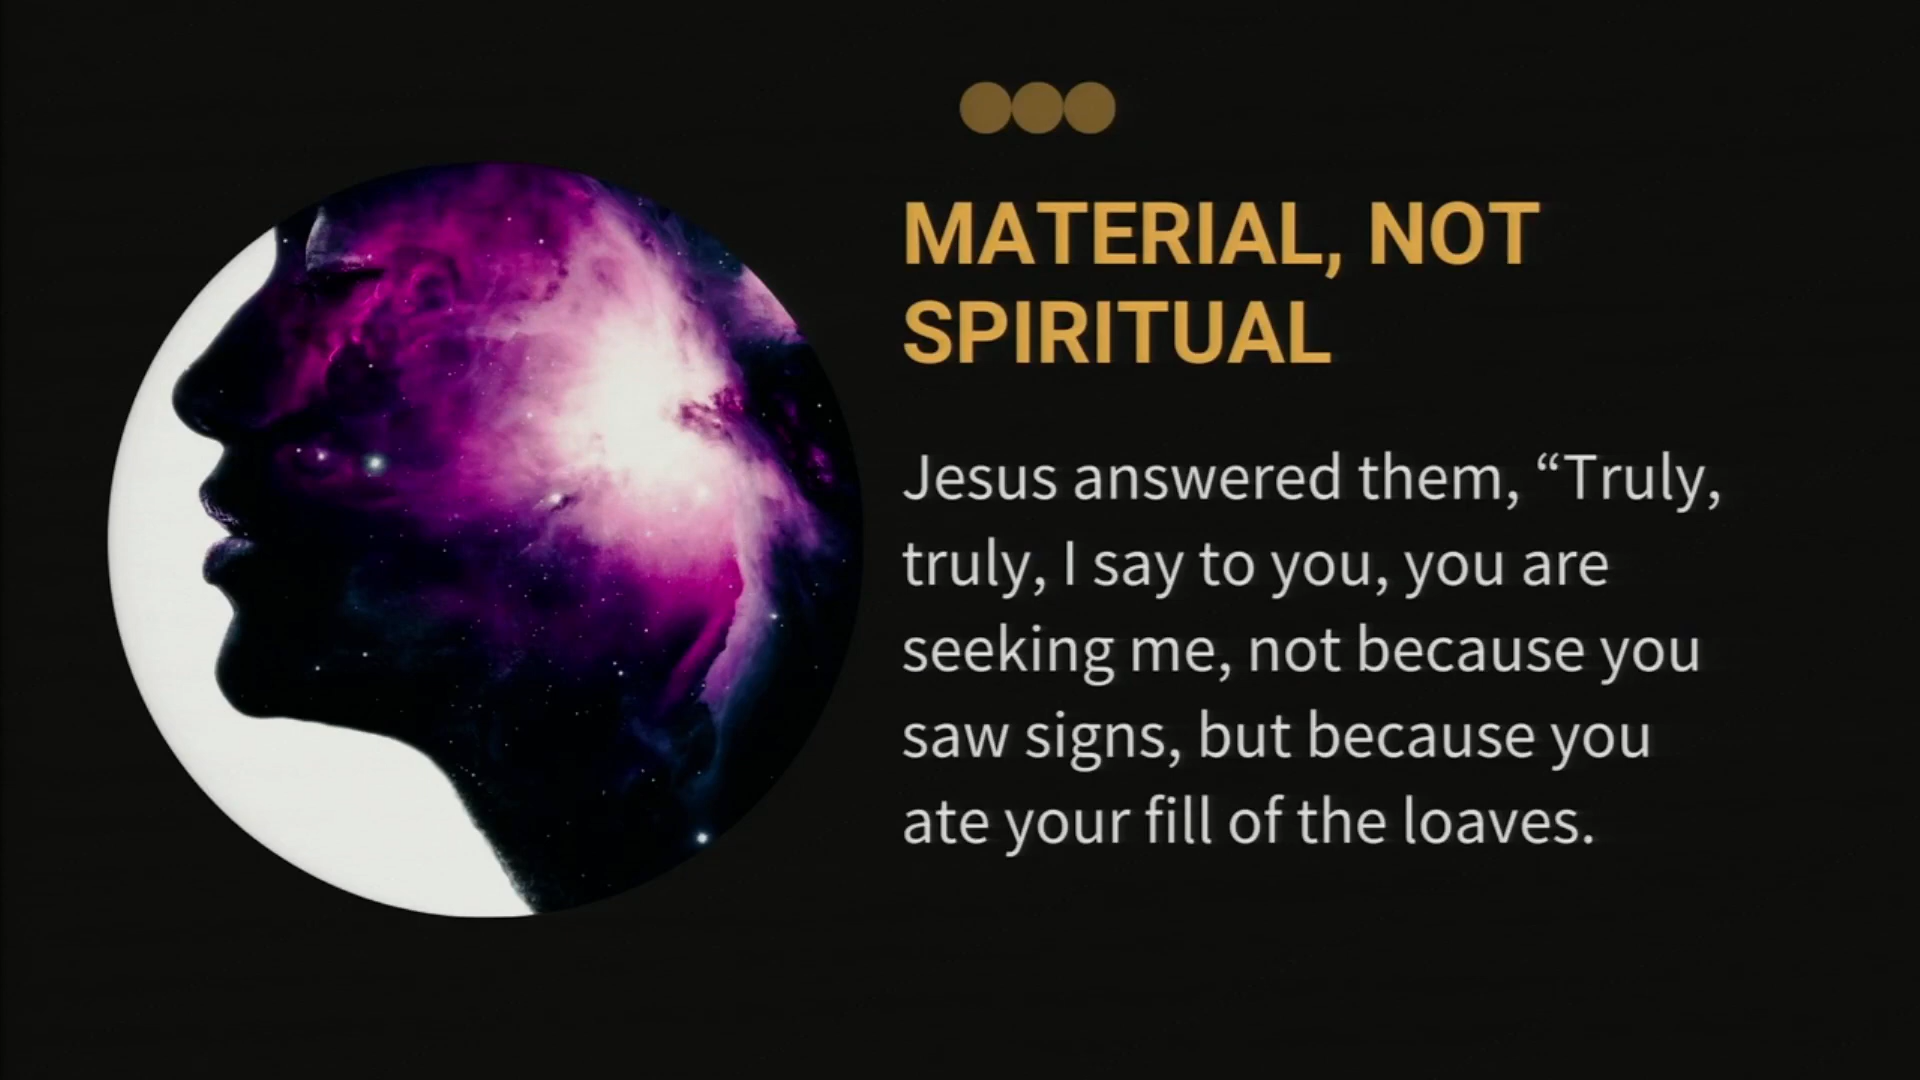 MATERIAL, NOT
SPIRITUAL
Jesus answered them, “Truly,
truly, I say to you, you are
seeking me, not because you
saw signs, but because you
ate your fill of the loaves.